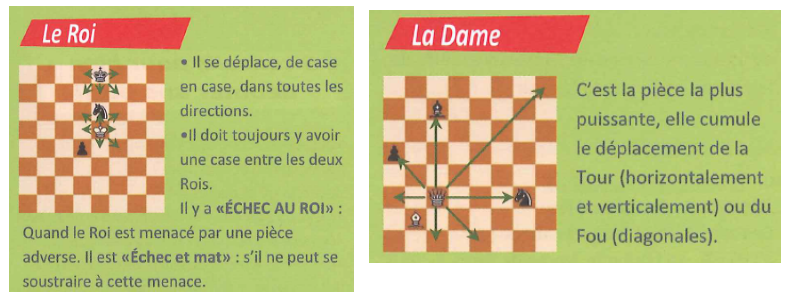 Le Roi
• Il se déplace, de case
en case, dans toutes les
directions.
•Il doit toujours y avoir
une case entre les deux
Rois.
Il y a «ÉCHEC AU ROI» :
Quand le Roi est menacé par une pièce
adverse. Il est «Échec et mat» : s'il ne peut se
soustraire à cette menace.
La Dame
C'est la pièce la plus
puissante, elle cumule
le déplacement de la
Tour (horizontalement
et verticalement) ou du
Fou (diagonales).